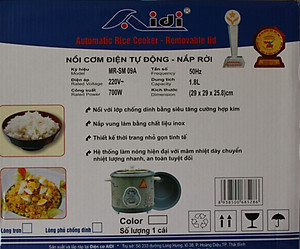 Aidi
Automatic Rice Cooker - Removable lid
NỒI CƠM ĐIỆN TỰ ĐỘNG - NẮP RỜI
Ký hiệu MR-SM 09A Tần số 50Hz
Model Frequency
Điện áp 220V~ Dung tích 1.8L
Rated Voltage Capacity
Công suất 700W Kích thước (29 x 29 x 25.8)cm
Rated Power Dimension
Nồi với lớp chống dính bằng siêu tăng cường hợp kim
Xung lắp làm bằng chất liệu inox
Thiết kế thời trang nhỏ gọn tinh tế
Hệ thống làm nóng hiện đại với mâm nhiệt dày chuyển
nhiệt lượng nhanh, an toàn tuyệt đối
Color :
Số lượng 1 cái
Lòng trơn Lòng phủ chống dính